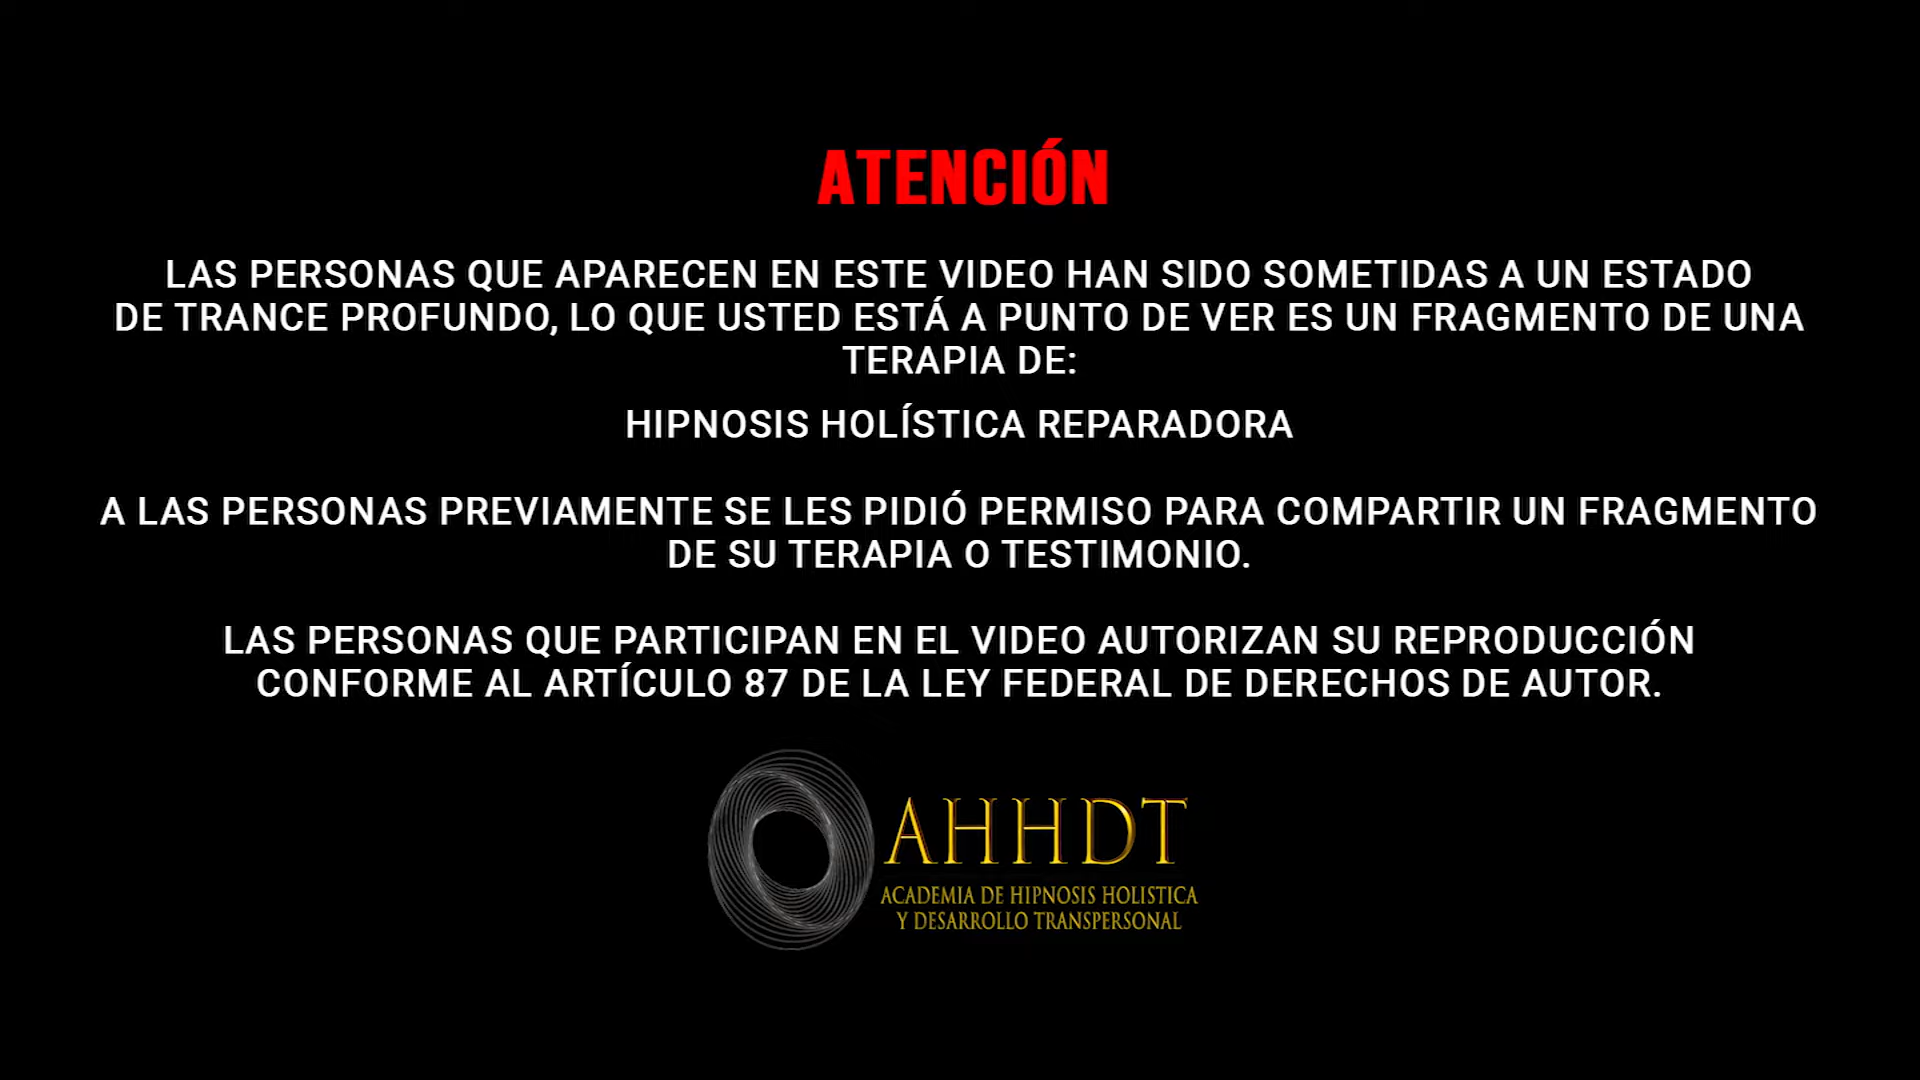 ATENCIÓN
LAS PERSONAS QUE APARECEN EN ESTE VIDEO HAN SIDO SOMETIDAS A UN ESTADO
DE TRANCE PROFUNDO, LO QUE USTED ESTÁ A PUNTO DE VER ES UN FRAGMENTO DE UNA
TERAPIA DE:
HIPNOSIS HOLÍSTICA REPARADORA
A LAS PERSONAS PREVIAMENTE SE LES PIDIÓ PERMISO PARA COMPARTIR UN FRAGMENTO
DE SU TERAPIA O TESTIMONIO.
LAS PERSONAS QUE PARTICIPAN EN EL VIDEO AUTORIZAN SU REPRODUCCIÓN
CONFORME AL ARTÍCULO 87 DE LA LEY FEDERAL DE DERECHOS DE AUTOR.
AHHDT
ACADEMIA DE HIPNOSIS HOLISTICA
Y DESARROLLO TRANSPERSONAL